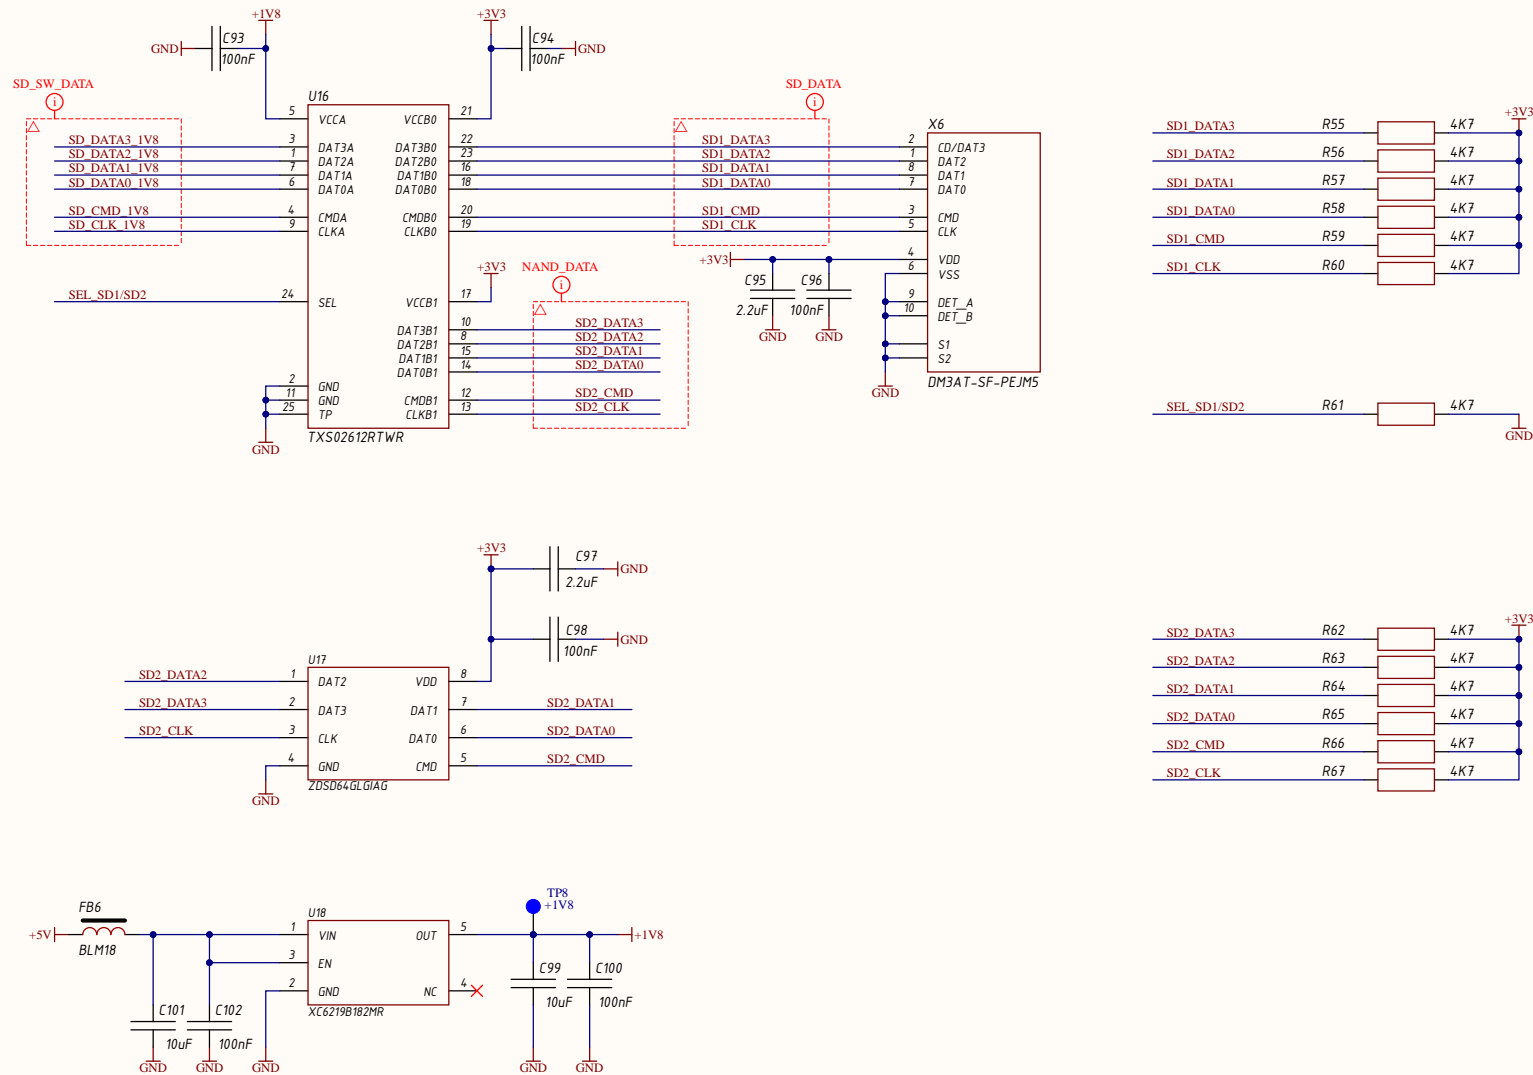 +1V8
+3V3
C93
100nF
GND
C94
100nF
GND
SD_SW_DATA
i
SD_DATA
i
U16
5 VCCA
VCCB0 21
SD_DATA3_1V8 3 DAT3A
DAT3B0 22 SD1_DATA3
SD_DATA2_1V8 1 DAT2A
DAT2B0 23 SD1_DATA2
SD_DATA1_1V8 7 DAT1A
DAT1B0 16 SD1_DATA1
SD_DATA0_1V8 6 DAT0A
DAT0B0 18 SD1_DATA0
SD_CMD_1V8 4 CMDA
CMDB0 20 SD1_CMD
SD_CLK_1V8 9 CLKA
CLKB0 19 SD1_CLK
+3V3
NAND_DATA
i
SEL_SD1/SD2 24 SEL
VCCB1 17
DAT3B1 10 SD2_DATA3
DAT2B1 8 SD2_DATA2
DAT1B1 15 SD2_DATA1
DAT0B1 14 SD2_DATA0
2 GND
11 GND
CMDB1 12 SD2_CMD
25 TP
CLKB1 13 SD2_CLK
TXS02612RTWR
GND
X6
2 CD/DAT3
1 DAT2
8 DAT1
7 DAT0
3 CMD
5 CLK
+3V3 4 VDD
6 VSS
C95
2.2uF
GND
C96
100nF
GND
9 DET_A
10 DET_B
S1
S2
DM3AT-SF-PEJM5
GND
+3V3
SD1_DATA3 R55 4K7
SD1_DATA2 R56 4K7
SD1_DATA1 R57 4K7
SD1_DATA0 R58 4K7
SD1_CMD R59 4K7
SD1_CLK R60 4K7
SEL_SD1/SD2 R61 4K7
GND
+3V3
C97
2.2uF
GND
C98
100nF
GND
U17
SD2_DATA2 1 DAT2
VDD 8
SD2_DATA3 2 DAT3
DAT1 7 SD2_DATA1
SD2_CLK 3 CLK
DAT0 6 SD2_DATA0
4 GND
CMD 5 SD2_CMD
ZDSD64GLGIAG
GND
+3V3
SD2_DATA3 R62 4K7
SD2_DATA2 R63 4K7
SD2_DATA1 R64 4K7
SD2_DATA0 R65 4K7
SD2_CMD R66 4K7
SD2_CLK R67 4K7
FB6
+5V
BLM18
U18
1 VIN
OUT 5
3 EN
2 GND
NC 4
XC6219B182MR
TP8
+1V8
+1V8
C99
10uF
GND
C100
100nF
GND
C101
10uF
GND
C102
100nF
GND
GND